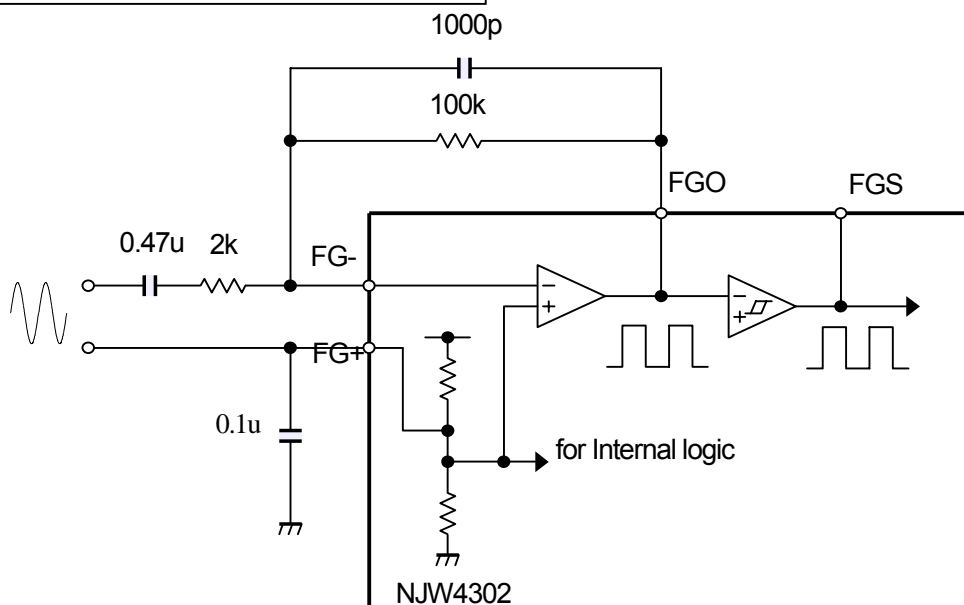 1000p
100k
FGO
FGS
0.47u
2k
FG-
FG+
0.1u
for Internal logic
NJW4302